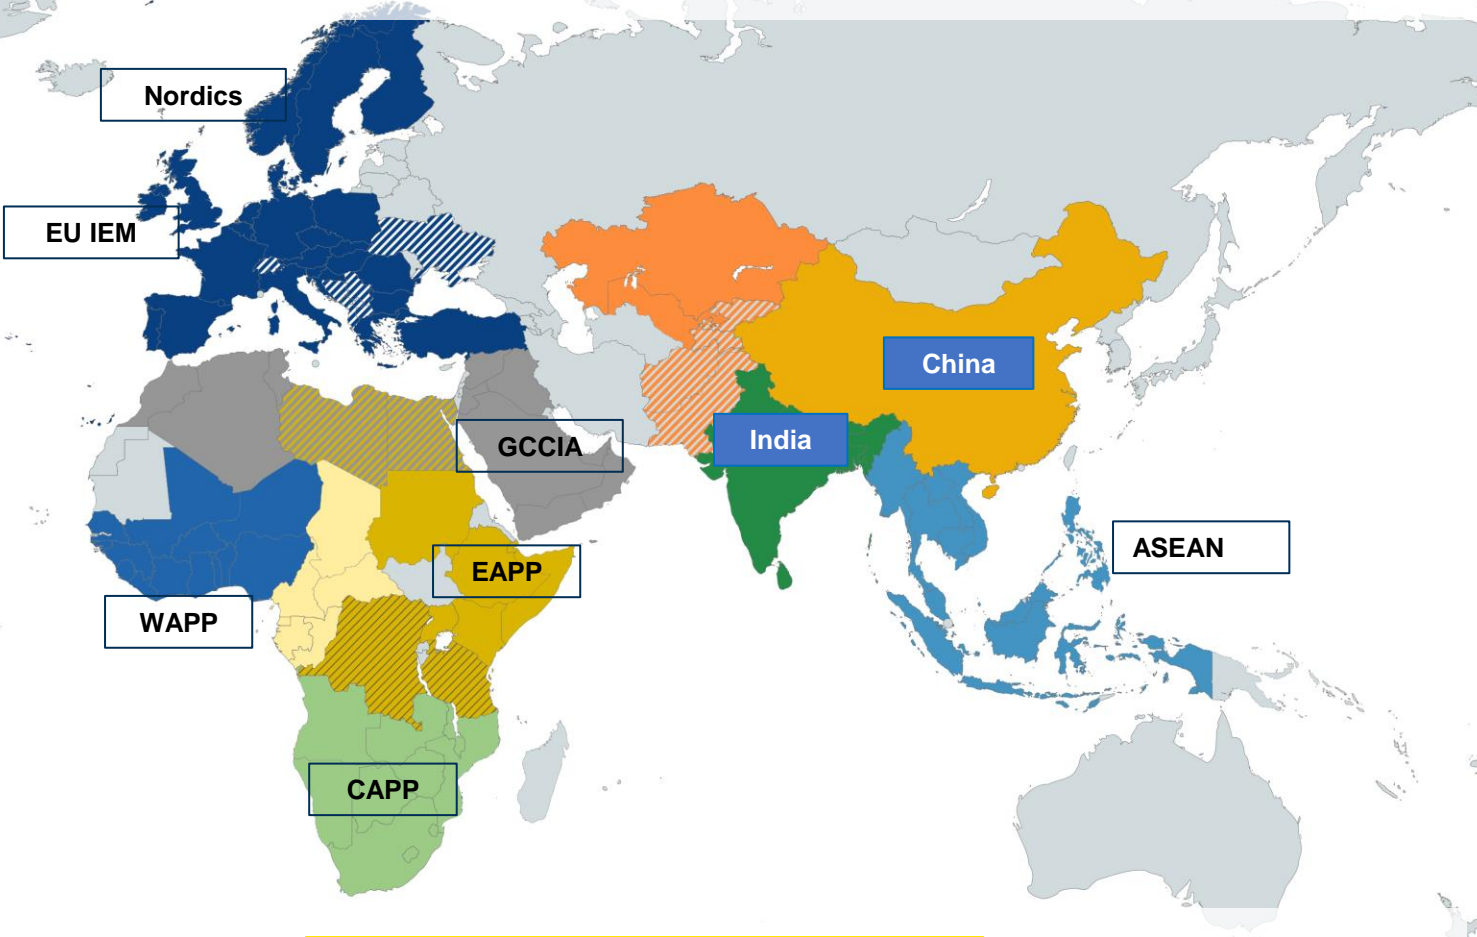 Nordics
EU IEM
China
India
GCCIA
ASEAN
EAPP
WAPP
CAPP